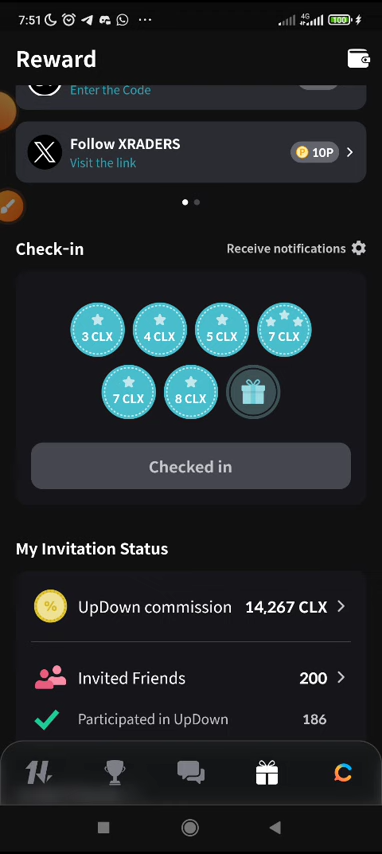 7:51
4G
100
Reward
Enter the Code
Follow XRADERS
Visit the link
P 10P
Check-in
Receive notifications
3 CLX
4 CLX
5 CLX
7 CLX
7 CLX
8 CLX
Checked in
My Invitation Status
% UpDown commission 14,267 CLX
Invited Friends 200
Participated in UpDown 186